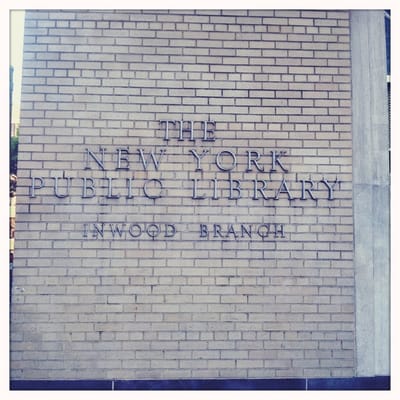 THE
NEW YORK
PUBLIC LIBRARY
INWOOD BRANCH